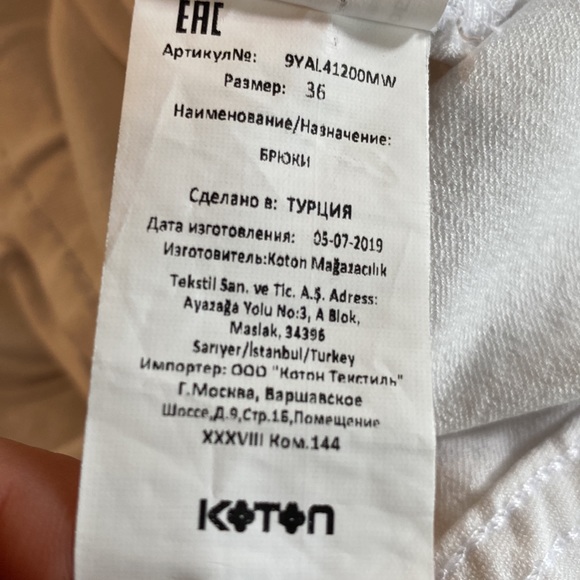 EAC
Артикул№: 9YAL41200MW
Размер: 36
Наименование/Назначение:
БРЮКИ
Сделано в: ТУРЦИЯ
Дата изготовления: 05-07-2019
Изготовитель:Koton Mağazacılık
Tekstil San. ve Tic. A.Ş. Adress:
Ayazağa Yolu No:3, A Blok,
Maslak, 34396
Sarıyer/İstanbul/Turkey
Импортер: ООО "Котон Текстиль"
Г.Москва, Варшавское
Шоссе,Д.9,Стр.1Б,Помещение
XXXVIII Ком.144
KOTON